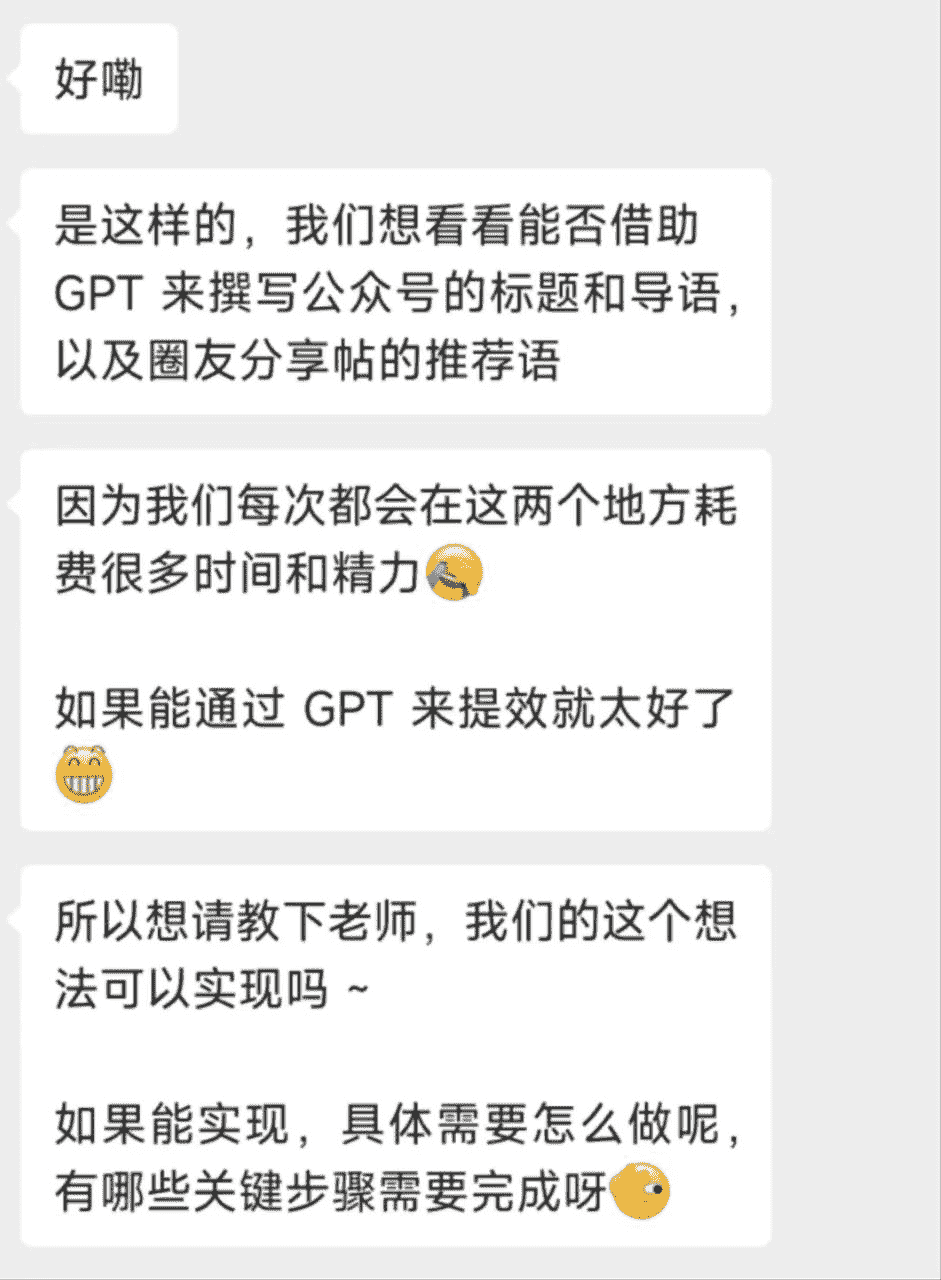 好嘞
是这样的，我们想看看能否借助
GPT 来撰写公众号的标题和导语，
以及圈友分享帖的推荐语
因为我们每次都会在这两个地方耗
费很多时间和精力
如果能通过 GPT 来提效就太好了
所以想请教下老师，我们的这个想
法可以实现吗 ~
如果能实现，具体需要怎么做呢，
有哪些关键步骤需要完成呀